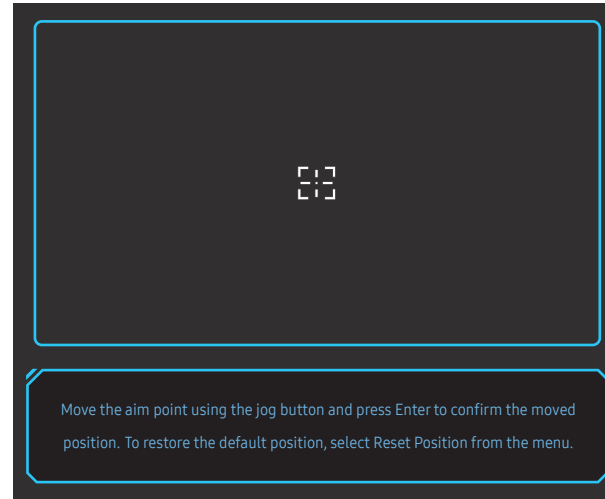 Move the aim point using the jog button and press Enter to confirm the moved
position. To restore the default position, select Reset Position from the menu.